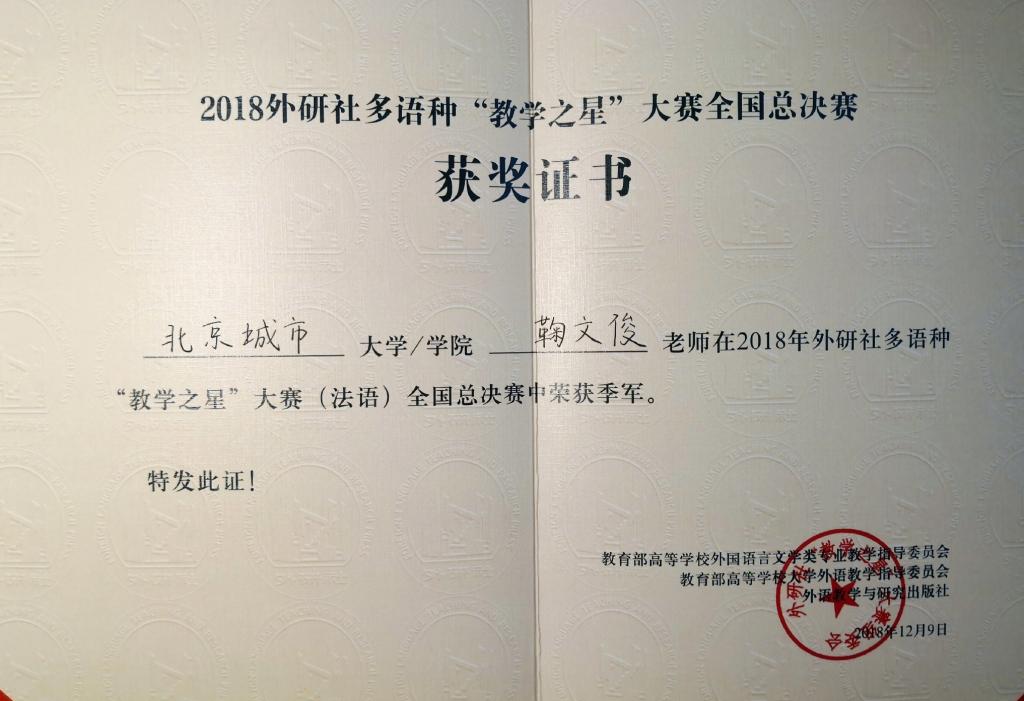 2018外研社多语种“教学之星”大赛全国总决赛
获奖证书
北京城市 大学/学院 鞠文俊 老师在2018年外研社多语种
“教学之星”大赛（法语）全国总决赛中荣获季军。
特发此证！
教育部高等学校外国语言文学类专业教学指导委员会
教育部高等学校大学外语教学指导委员会
外语教学与研究出版社
2018年12月9日